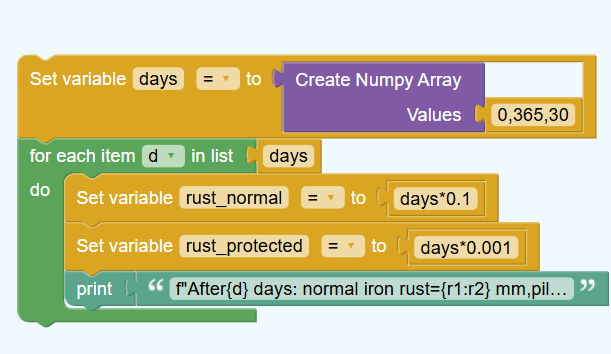 Set variable days = to Create Numpy Array
Values 0,365,30
for each item d in list days
do
Set variable rust_normal = to days*0.1
Set variable rust_protected = to days*0.001
print “ f"After{d} days: normal iron rust={r1:r2} mm,pil... ”